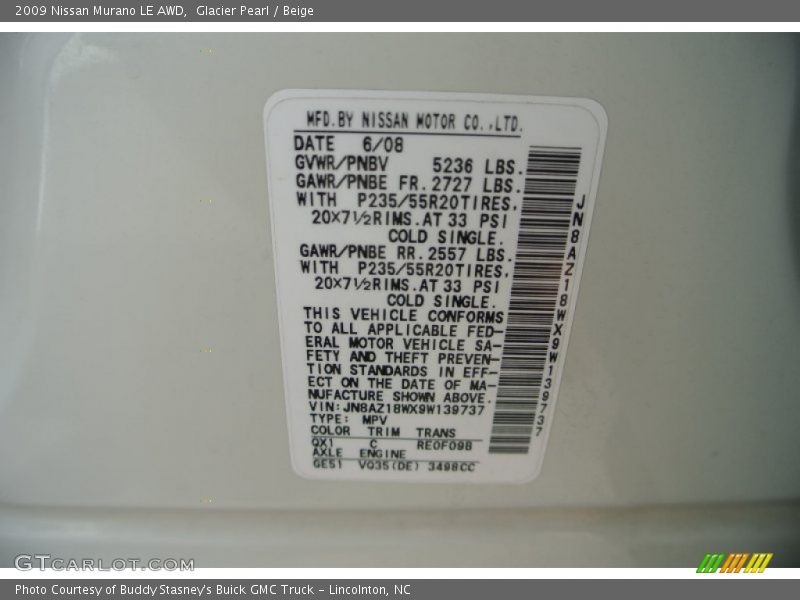 2009 Nissan Murano LE AWD,  Glacier Pearl / Beige
MFD.BY NISSAN MOTOR CO.,LTD.
DATE 6/08
GVWR/PNBV 5236 LBS.
GAWR/PNBE FR.2727 LBS.
WITH P235/55R20TIRES.
20X7½RIMS.AT 33 PSI
COLD SINGLE.
GAWR/PNBE RR.2557 LBS.
WITH P235/55R20TIRES.
20X7½RIMS.AT 33 PSI
COLD SINGLE.
THIS VEHICLE CONFORMS
TO ALL APPLICABLE FED-
ERAL MOTOR VEHICLE SA-
FETY AND THEFT PREVEN-
TION STANDARDS IN EFF-
ECT ON THE DATE OF MA-
NUFACTURE SHOWN ABOVE.
VIN:JN8AZ18WX9W139737
TYPE: MPV
COLOR TRIM TRANS
QX1 C RE0F09B
AXLE ENGINE
GE51 VQ35(DE) 3498CC
JN8AZ18WX9W139737
GTCARLOT.COM
Photo Courtesy of Buddy Stasney's Buick GMC Truck - Lincolnton, NC